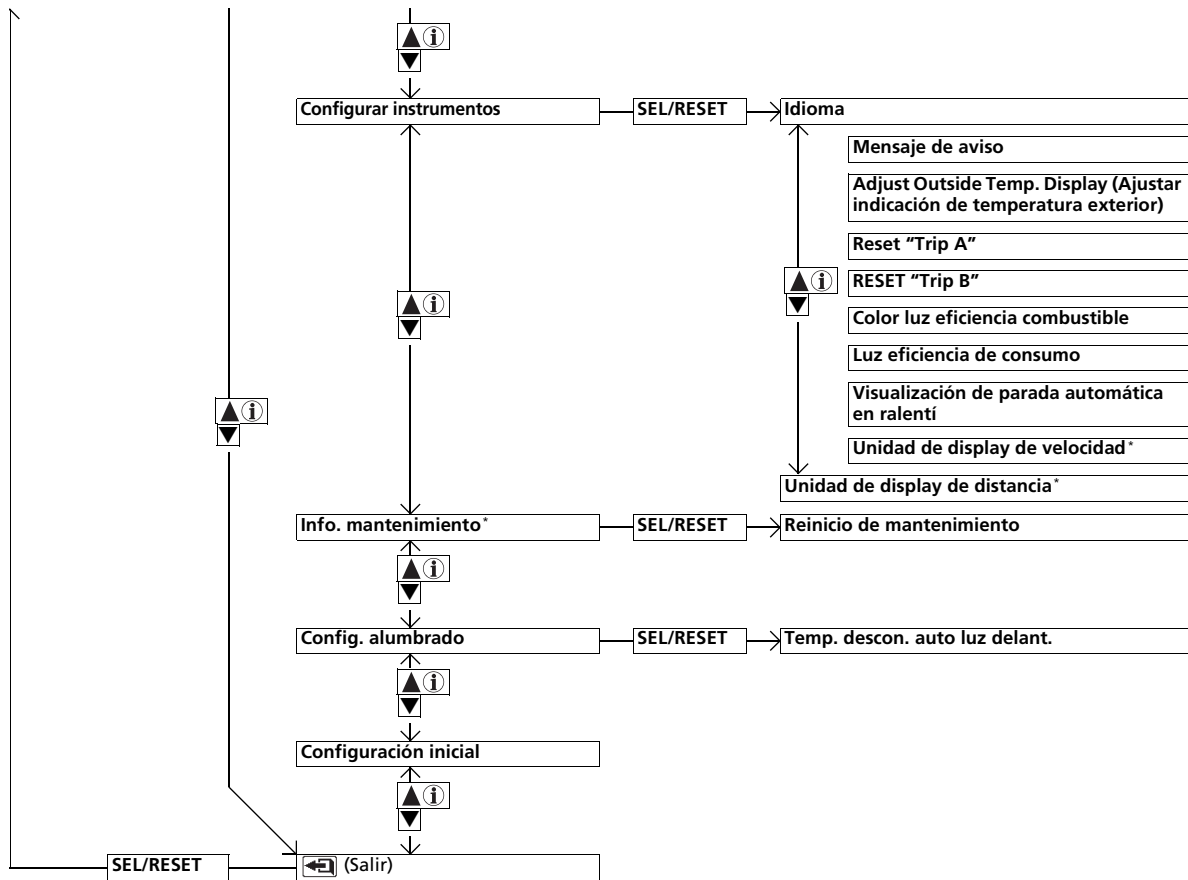 Configurar instrumentos
SEL/RESET
Idioma
Mensaje de aviso
Adjust Outside Temp. Display (Ajustar
indicación de temperatura exterior)
Reset “Trip A”
RESET “Trip B”
Color luz eficiencia combustible
Luz eficiencia de consumo
Visualización de parada automática
en ralentí
Unidad de display de velocidad*
Unidad de display de distancia*
Info. mantenimiento*
SEL/RESET
Reinicio de mantenimiento
Config. alumbrado
SEL/RESET
Temp. descon. auto luz delant.
Configuración inicial
SEL/RESET
(Salir)